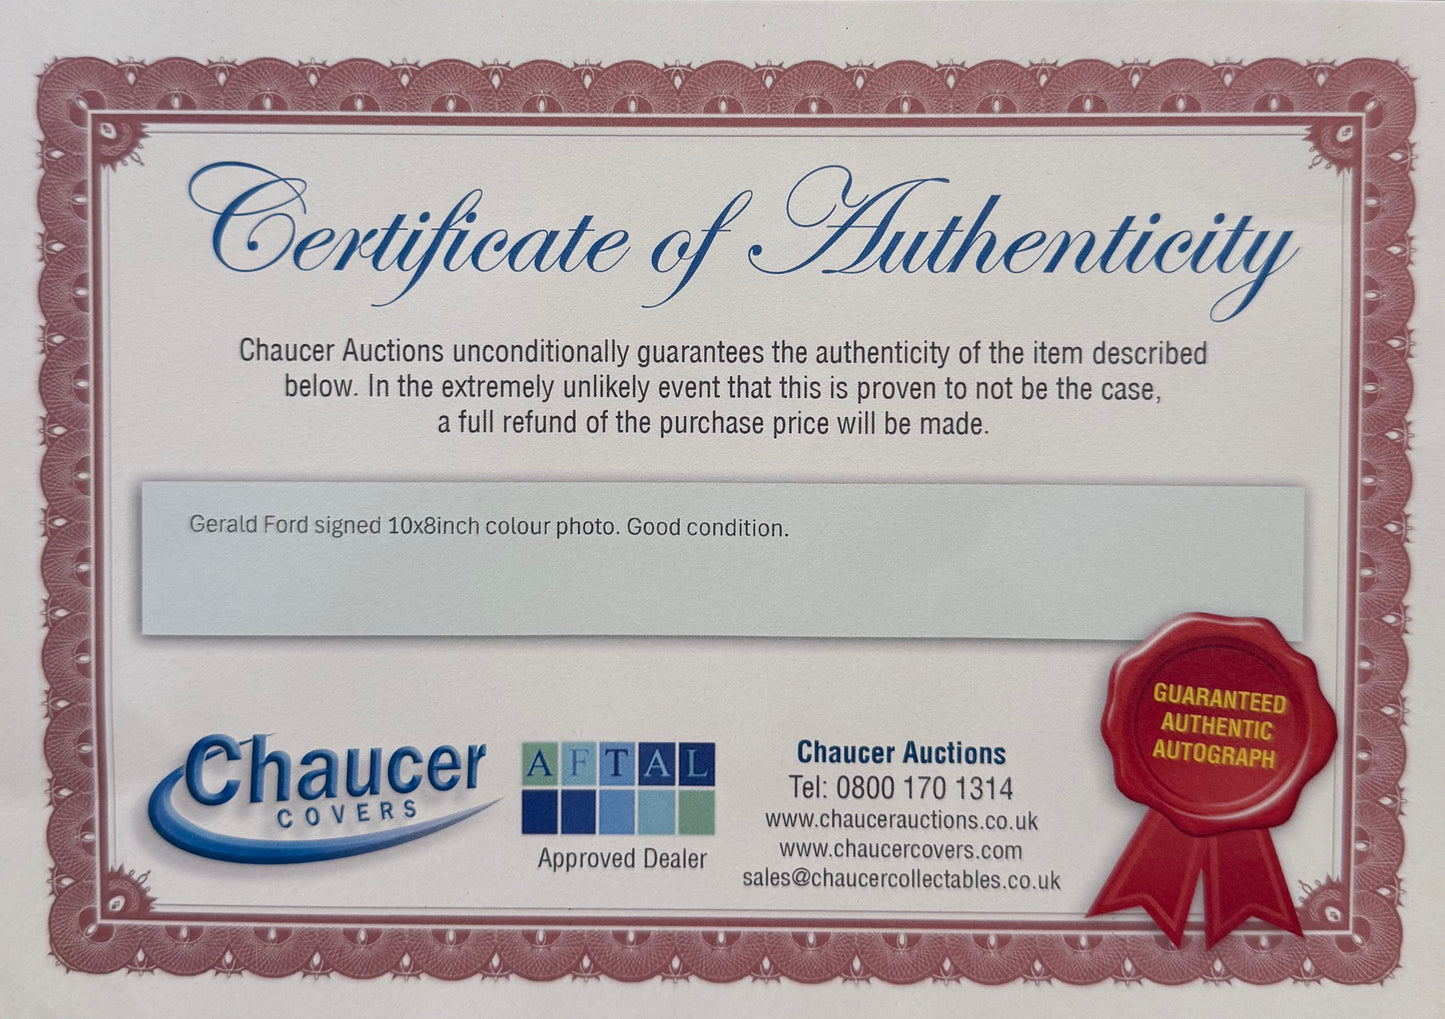 Certificate of Authenticity
Chaucer Auctions unconditionally guarantees the authenticity of the item described
below. In the extremely unlikely event that this is proven to not be the case,
a full refund of the purchase price will be made.
Gerald Ford signed 10x8inch colour photo. Good condition.
GUARANTEED
AUTHENTIC
AUTOGRAPH
Chaucer
COVERS
AFTAL
Approved Dealer
Chaucer Auctions
Tel: 0800 170 1314
www.chaucerauctions.co.uk
www.chaucercovers.com
sales@chaucercollectables.co.uk